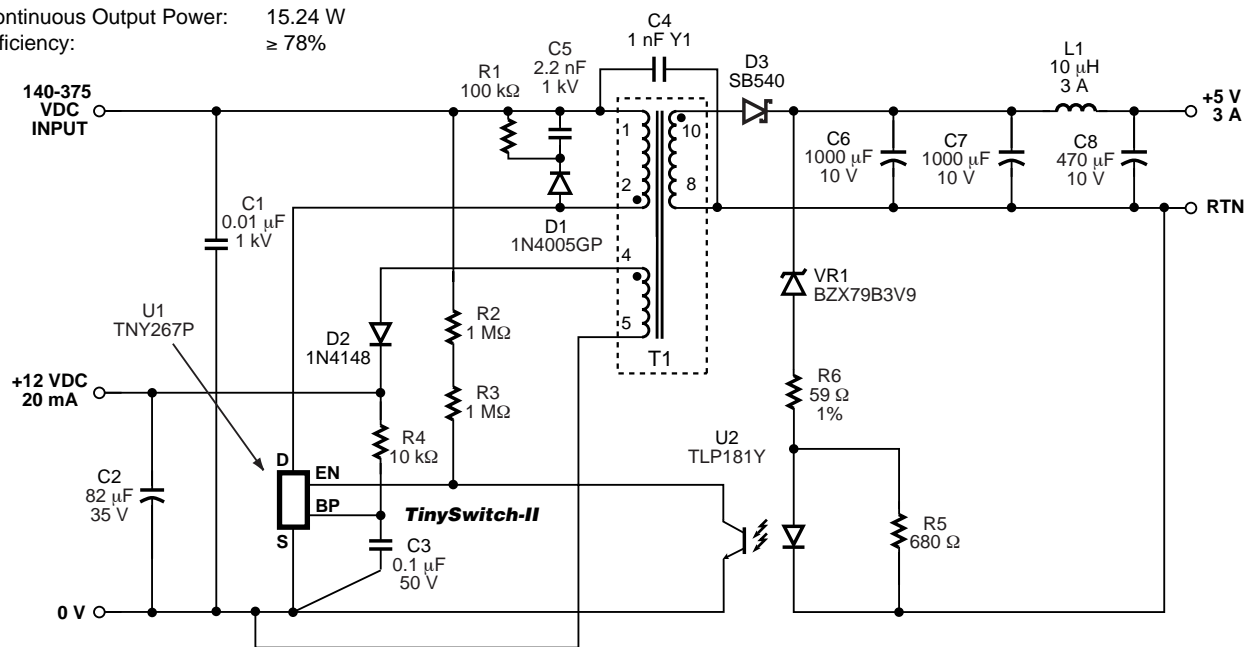 ontinuous Output Power: 15.24 W
ficiency: ≥ 78%
C4
1 nF Y1
C5
2.2 nF
1 kV
R1
100 kΩ
D3
SB540
L1
10 µH
3 A
140-375
VDC
INPUT
+5 V
3 A
1
10
2
8
C6
1000 µF
10 V
C7
1000 µF
10 V
C8
470 µF
10 V
RTN
C1
0.01 µF
1 kV
D1
1N4005GP
4
5
T1
VR1
BZX79B3V9
U1
TNY267P
D2
1N4148
R2
1 MΩ
+12 VDC
20 mA
R3
1 MΩ
R6
59 Ω
1%
R4
10 kΩ
U2
TLP181Y
C2
82 µF
35 V
D
EN
BP
S
TinySwitch-II
R5
680 Ω
C3
0.1 µF
50 V
0 V